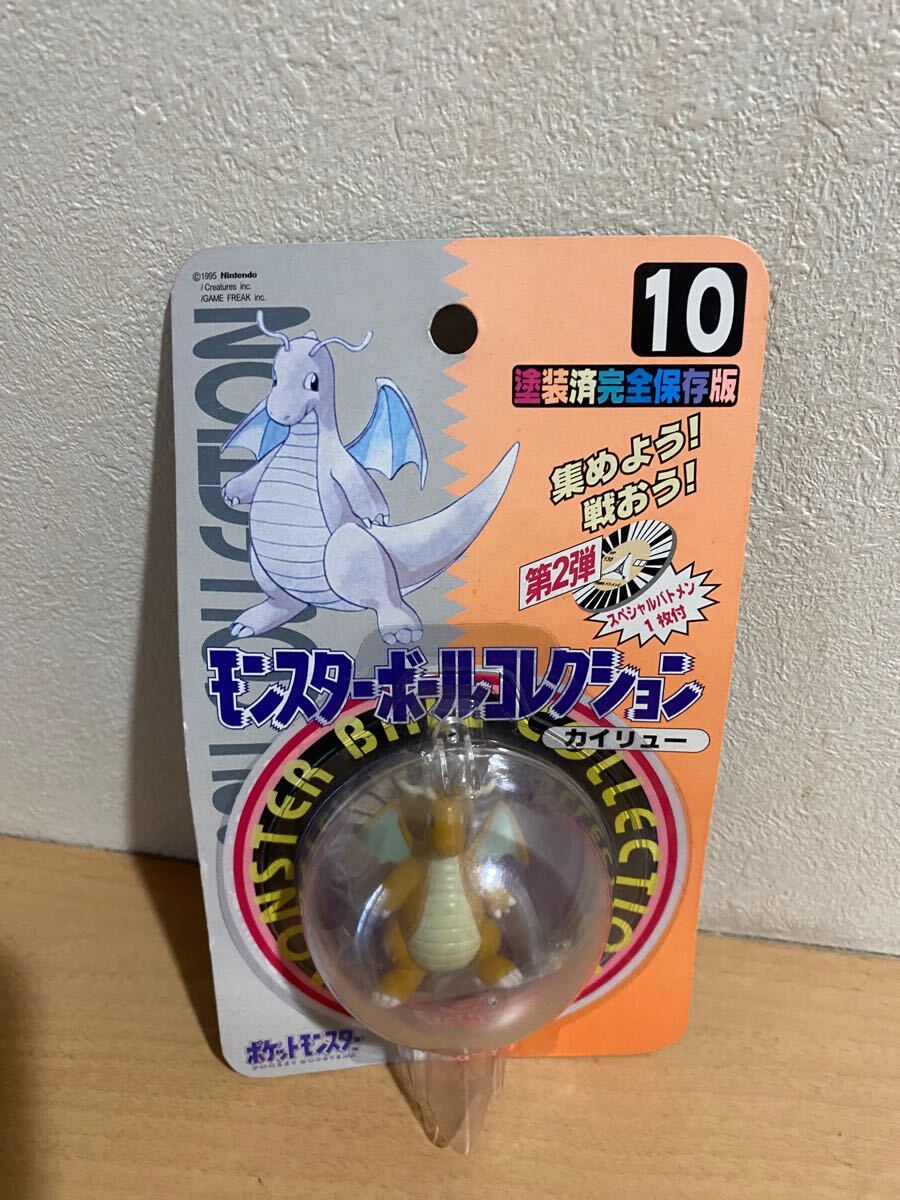 ©1995 Nintendo
/Creatures inc.
/GAME FREAK inc.
10
塗装済完全保存版
集めよう!
戦おう!
第2弾
スペシャルバトメン
1枚付
モンスターボールコレクション
カイリュー
MONSTER BALL COLLECTION
ポケットモンスター
POCKET MONSTERS